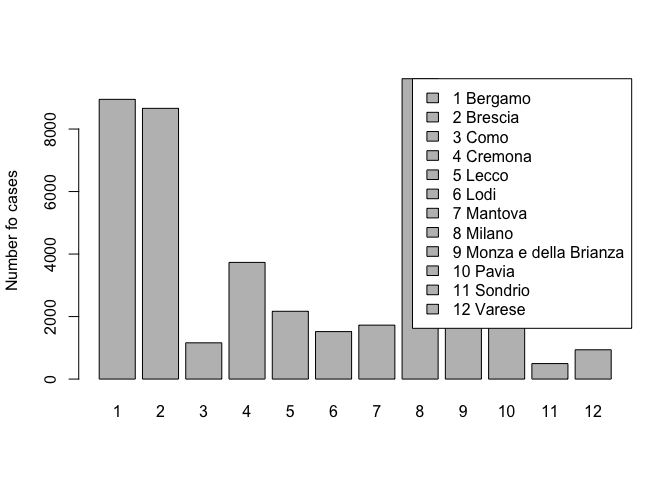 Number fo cases
8000
6000
4000
2000
0
1 Bergamo
2 Brescia
3 Como
4 Cremona
5 Lecco
6 Lodi
7 Mantova
8 Milano
9 Monza e della Brianza
10 Pavia
11 Sondrio
12 Varese
1 2 3 4 5 6 7 8 9 10 11 12